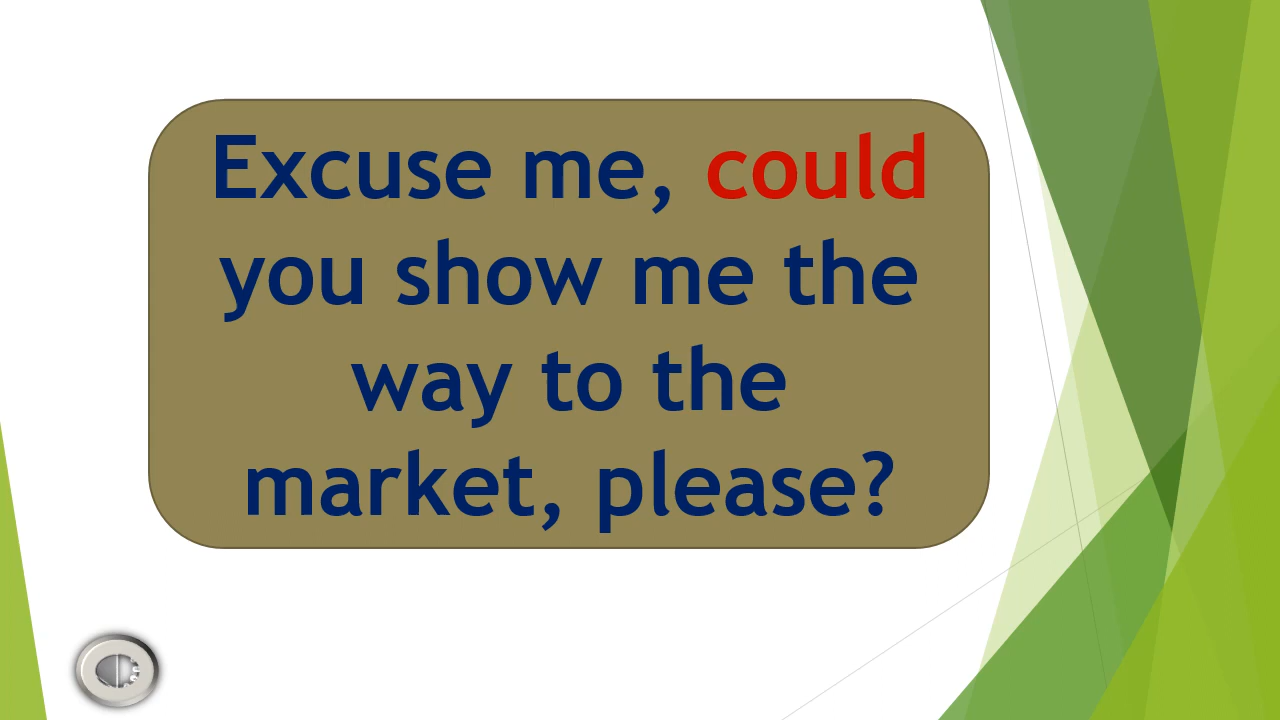 Excuse me, could
you show me the
way to the
market, please?